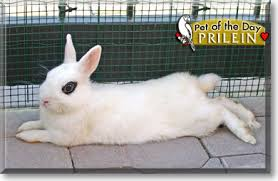 Pet of the Day
PRILEIN